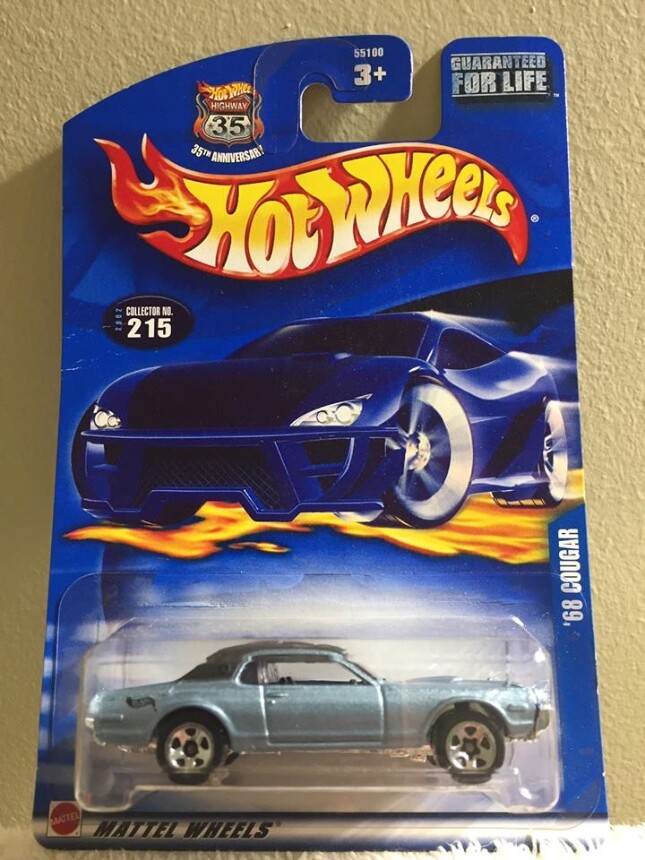 55100
3+
GUARANTEED
FOR LIFE
TM
HOT WHEELS
HIGHWAY
35
35TH ANNIVERSARY
HOT WHEELS®
2002
COLLECTOR NO.
215
'68 COUGAR
MATTEL
MATTEL WHEELS®